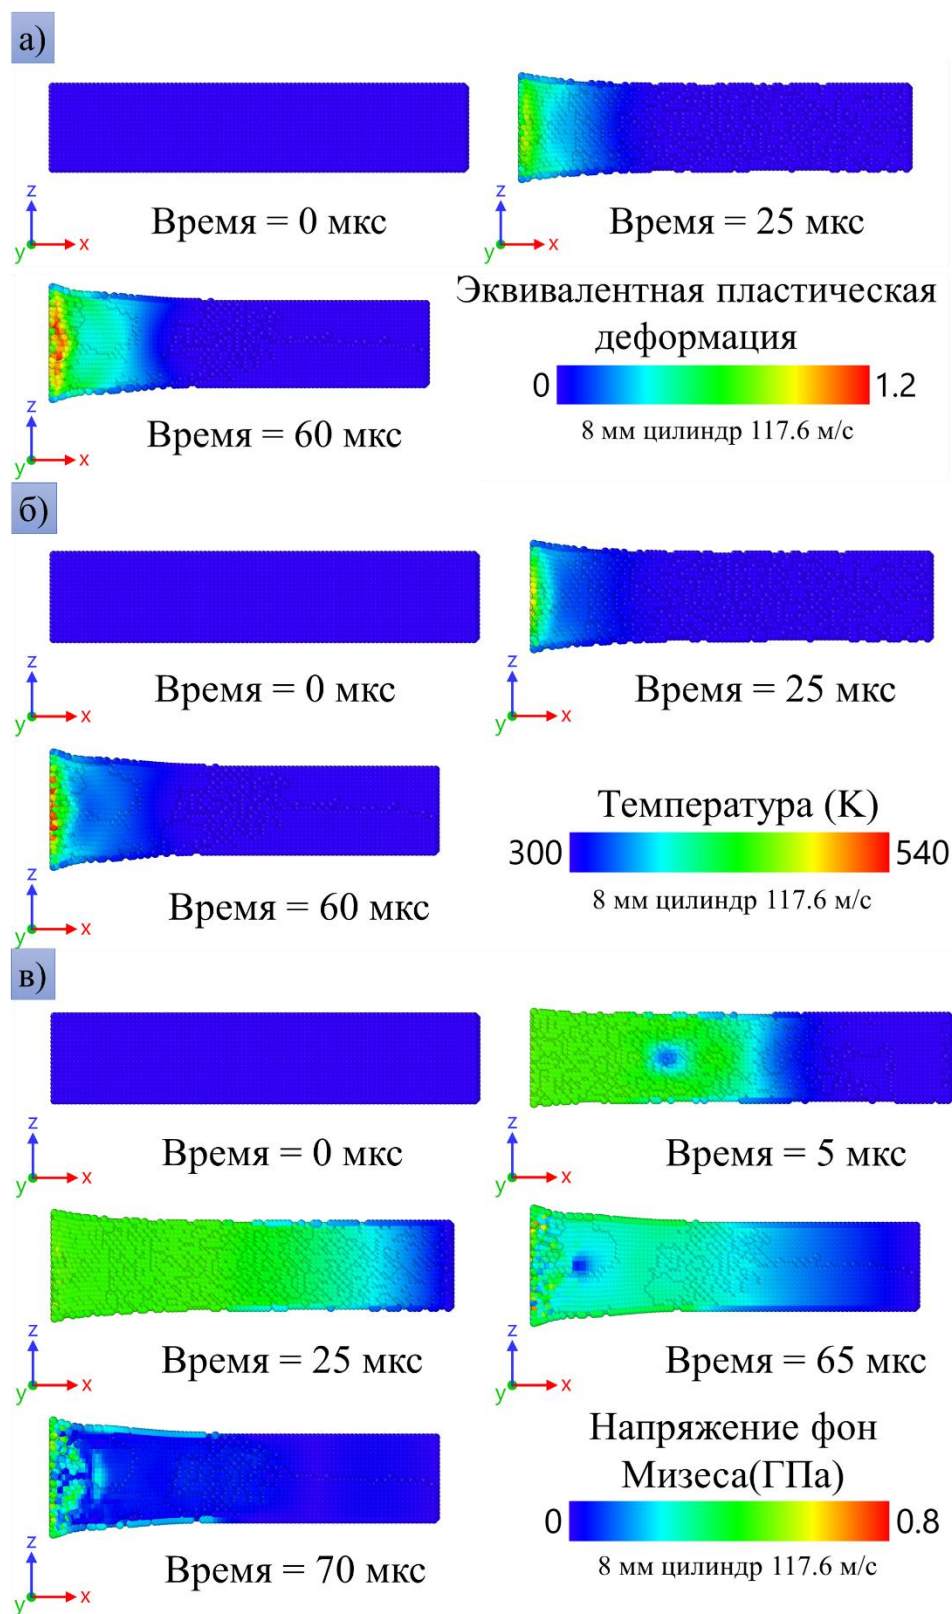 а)
z
y
x
Время = 0 мкс
z
y
x
Время = 25 мкс
z
y
x
Время = 60 мкс
Эквивалентная пластическая
деформация
0
1.2
8 мм цилиндр 117.6 м/с
б)
z
y
x
Время = 0 мкс
z
y
x
Время = 25 мкс
z
y
x
Время = 60 мкс
Температура (К)
300
540
8 мм цилиндр 117.6 м/с
в)
z
y
x
Время = 0 мкс
z
y
x
Время = 5 мкс
z
y
x
Время = 25 мкс
z
y
x
Время = 65 мкс
z
y
x
Время = 70 мкс
Напряжение фон
Мизеса(ГПа)
0
0.8
8 мм цилиндр 117.6 м/с